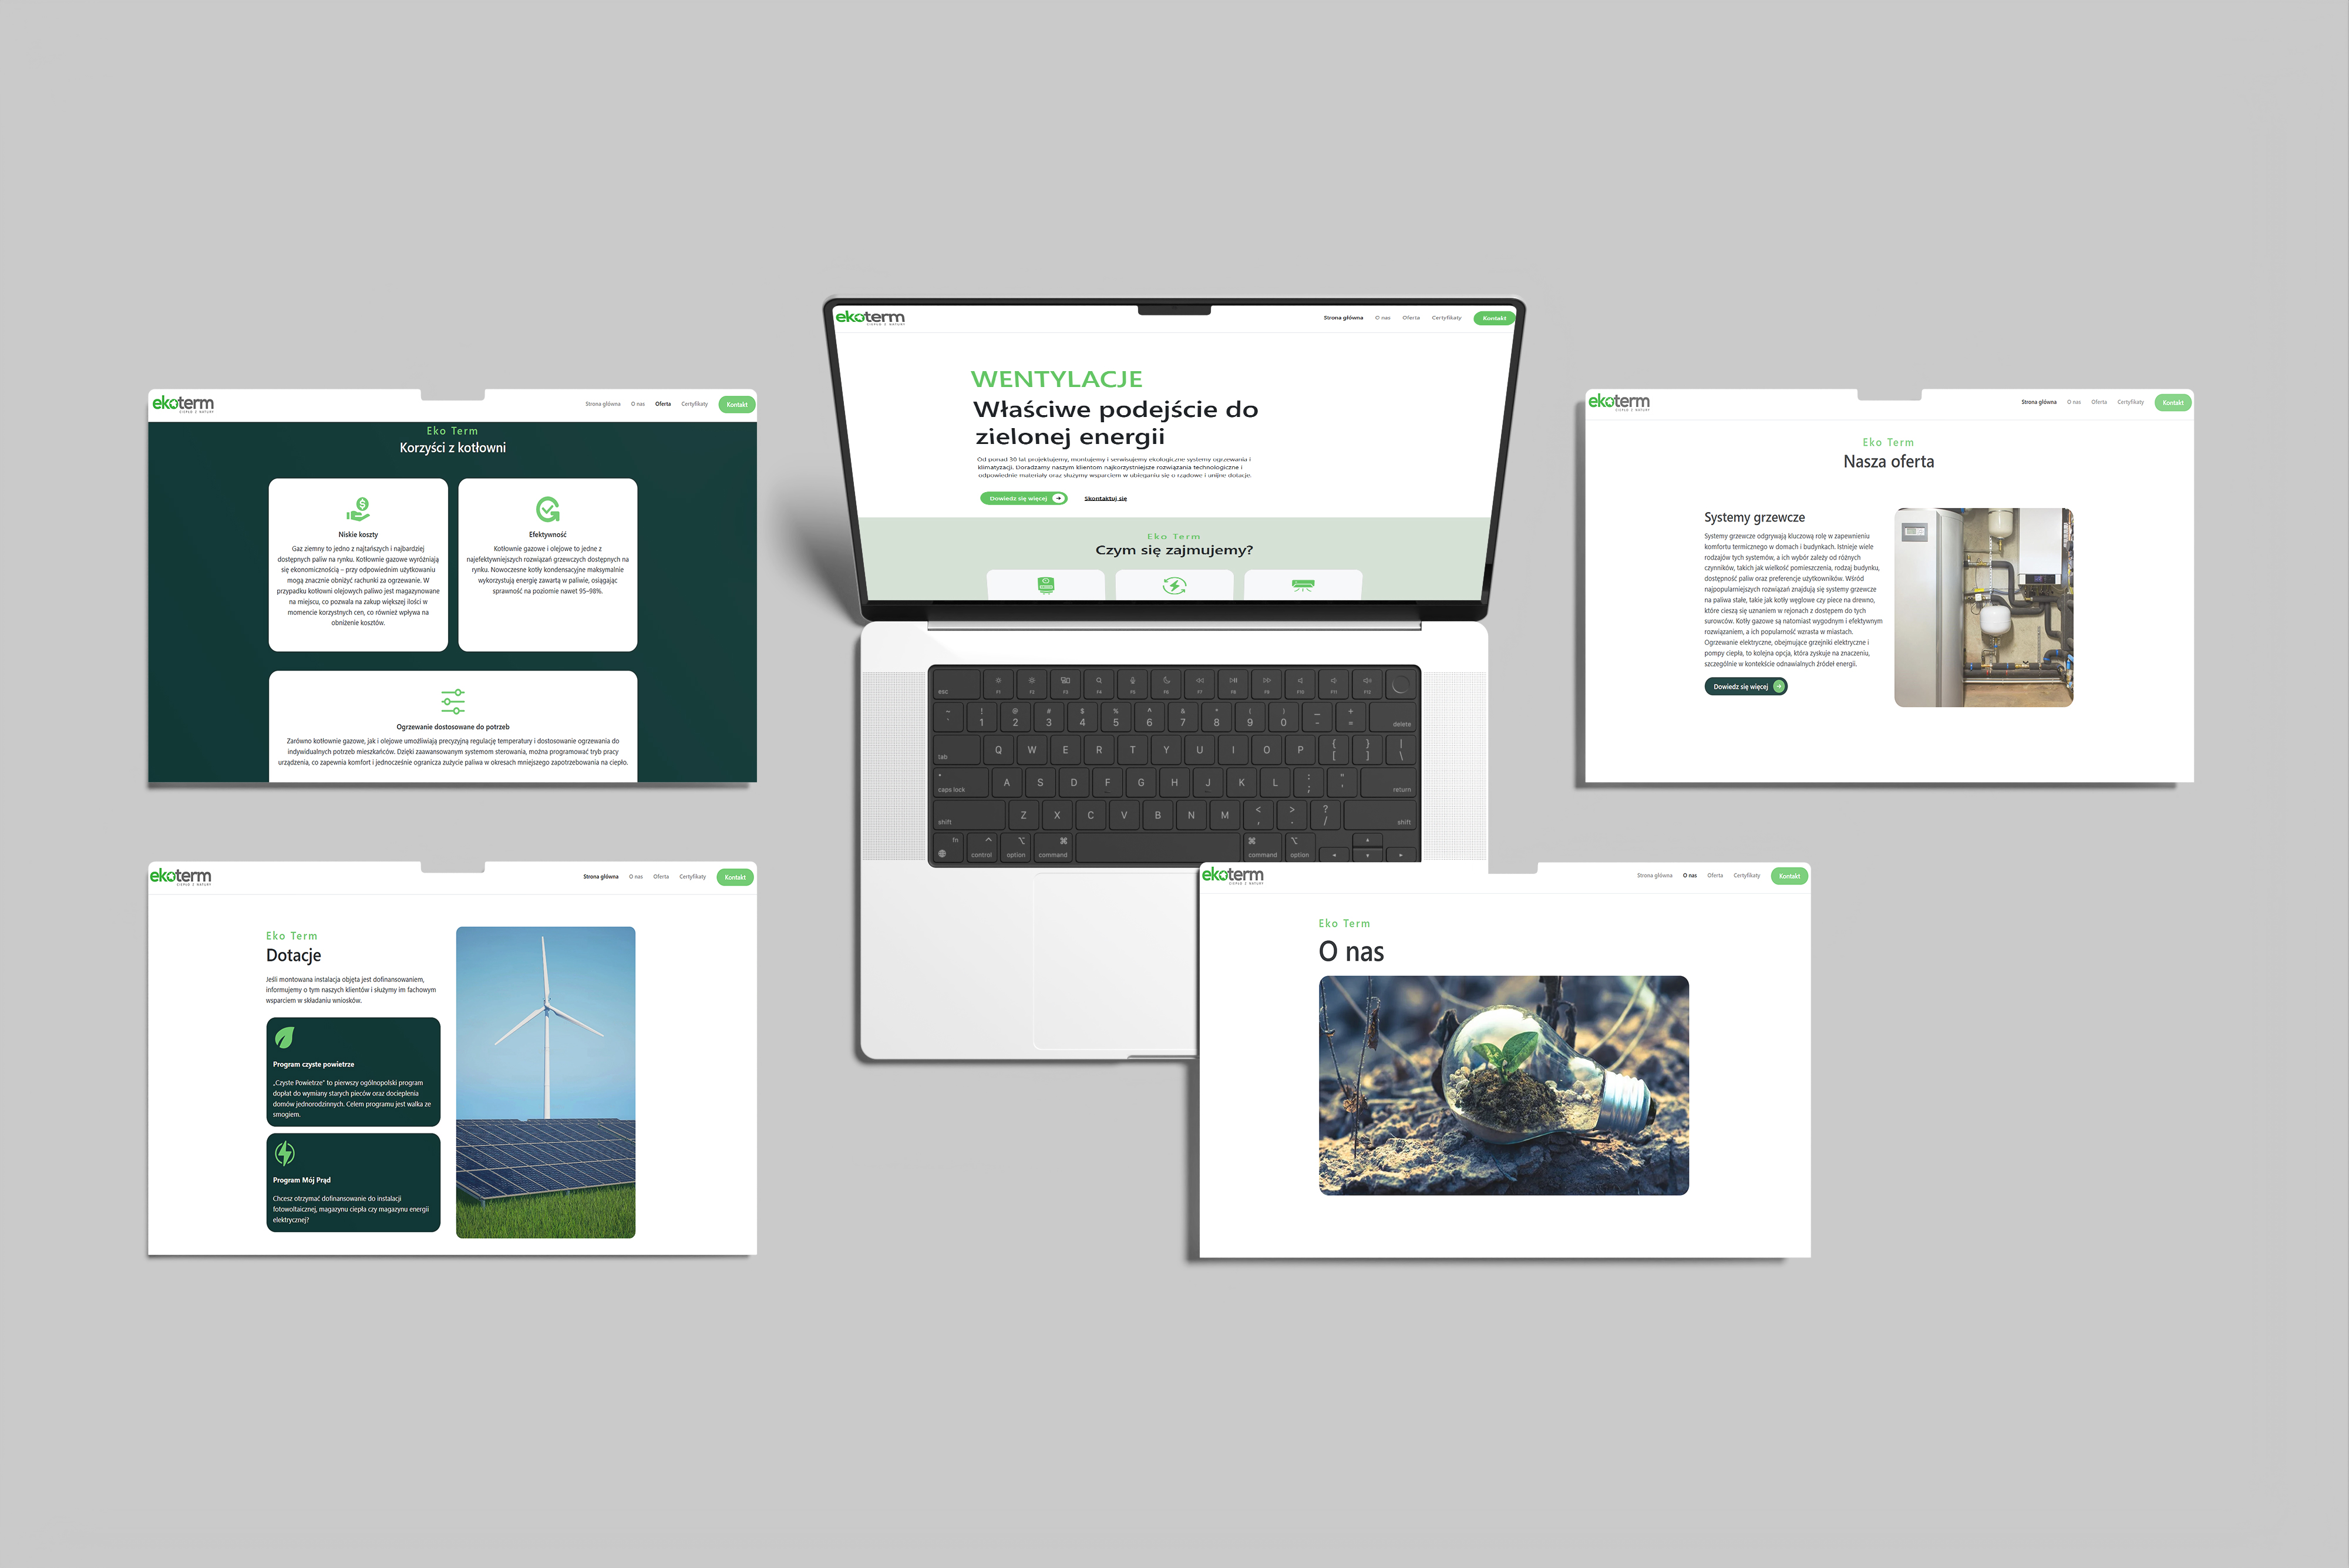 ekoterm
CIEPŁO Z NATURY
Strona główna O nas Oferta Certyfikaty Kontakt
WENTYLACJE
Właściwe podejście do
zielonej energii
Od ponad 30 lat projektujemy, montujemy i serwisujemy ekologiczne systemy ogrzewania i
klimatyzacji. Doradzamy naszym klientom najkorzystniejsze rozwiązania technologiczne i
odpowiednie materiały oraz służymy wsparciem w ubieganiu się o rządowe i unijne dotacje.
Dowiedz się więcej Skontaktuj się
Eko Term
Czym się zajmujemy?
ekoterm
CIEPŁO Z NATURY
Strona główna O nas Oferta Certyfikaty Kontakt
Eko Term
Korzyści z kotłowni
Niskie koszty
Gaz ziemny to jedno z najtańszych i najbardziej
dostępnych paliw na rynku. Kotłownie gazowe wyróżniają
się ekonomicznością – przy odpowiednim użytkowaniu
mogą znacznie obniżyć rachunki za ogrzewanie. W
przypadku kotłowni olejowych paliwo jest magazynowane
na miejscu, co pozwala na zakup większej ilości w
momencie korzystnych cen, co również wpływa na
obniżenie kosztów.
Efektywność
Kotłownie gazowe i olejowe to jedne z
najefektywniejszych rozwiązań grzewczych dostępnych na
rynku. Nowoczesne kotły kondensacyjne maksymalnie
wykorzystują energię zawartą w paliwie, osiągając
sprawność na poziomie nawet 95–98%.
Ogrzewanie dostosowane do potrzeb
Zarówno kotłownie gazowe, jak i olejowe umożliwiają precyzyjną regulację temperatury i dostosowanie ogrzewania do
indywidualnych potrzeb mieszkańców. Dzięki zaawansowanym systemom sterowania, można programować tryb pracy
urządzenia, co zapewnia komfort i jednocześnie ogranicza zużycie paliwa w okresach mniejszego zapotrzebowania na ciepło.
ekoterm
CIEPŁO Z NATURY
Strona główna O nas Oferta Certyfikaty Kontakt
Eko Term
Nasza oferta
Systemy grzewcze
Systemy grzewcze odgrywają kluczową rolę w zapewnieniu
komfortu termicznego w domach i budynkach. Istnieje wiele
rodzajów tych systemów, a ich wybór zależy od różnych
czynników, takich jak wielkość pomieszczenia, rodzaj budynku,
dostępność paliw oraz preferencje użytkowników. Wśród
najpopularniejszych rozwiązań znajdują się systemy grzewcze
na paliwa stałe, takie jak kotły węglowe czy piece na drewno,
które cieszą się uznaniem w rejonach z dostępem do tych
surowców. Kotły gazowe są natomiast wygodnym i efektywnym
rozwiązaniem, a ich popularność wzrasta w miastach.
Ogrzewanie elektryczne, obejmujące grzejniki elektryczne i
pompy ciepła, to kolejna opcja, która zyskuje na znaczeniu,
szczególnie w kontekście odnawialnych źródeł energii.
Dowiedz się więcej
esc F1 F2 F3 F4 F5 F6 F7 F8 F9 F10 F11 F12
~ ! @ # $ % ^ & * ( ) _ +
\` 1 2 3 4 5 6 7 8 9 0 - = delete
tab Q W E R T Y U I O P { [ } ] | \
caps lock A S D F G H J K L : ; " ' return
shift Z X C V B N M < , > . ? / shift
fn control option command command option
ekoterm
CIEPŁO Z NATURY
Strona główna O nas Oferta Certyfikaty Kontakt
Eko Term
Dotacje
Jeśli montowana instalacja objęta jest dofinansowaniem,
informujemy o tym naszych klientów i służymy im fachowym
wsparciem w składaniu wniosków.
Program czyste powietrze
„Czyste Powietrze" to pierwszy ogólnopolski program
dopłat do wymiany starych pieców oraz docieplenia
domów jednorodzinnych. Celem programu jest walka ze
smogiem.
Program Mój Prąd
Chcesz otrzymać dofinansowanie do instalacji
fotowoltaicznej, magazynu ciepła czy magazynu energii
elektrycznej?
ekoterm
CIEPŁO Z NATURY
Strona główna O nas Oferta Certyfikaty Kontakt
Eko Term
O nas